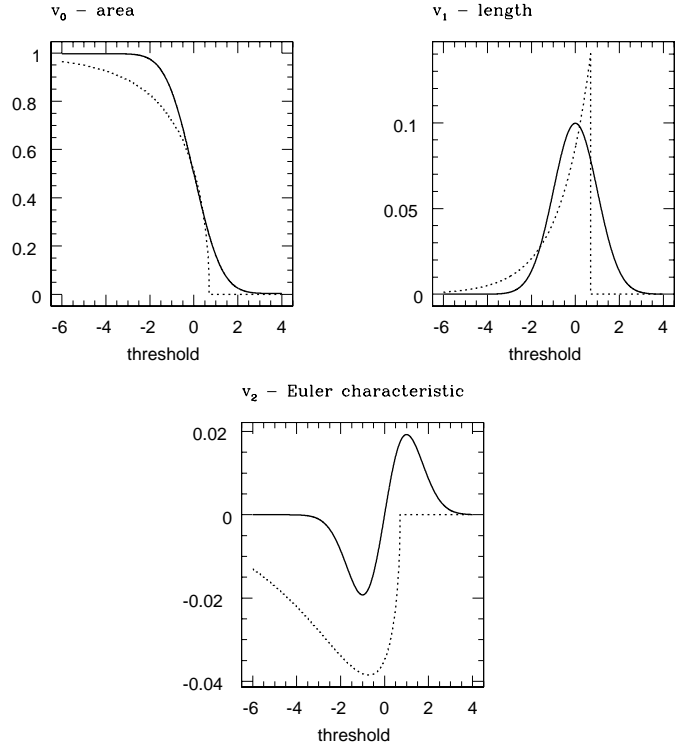 v0 – area
1
0.8
0.6
0.4
0.2
0
-6 -4 -2 0 2 4
threshold
v1 – length
0.1
0.05
0
-6 -4 -2 0 2 4
threshold
v2 – Euler characteristic
0.02
0
-0.02
-0.04
-6 -4 -2 0 2 4
threshold